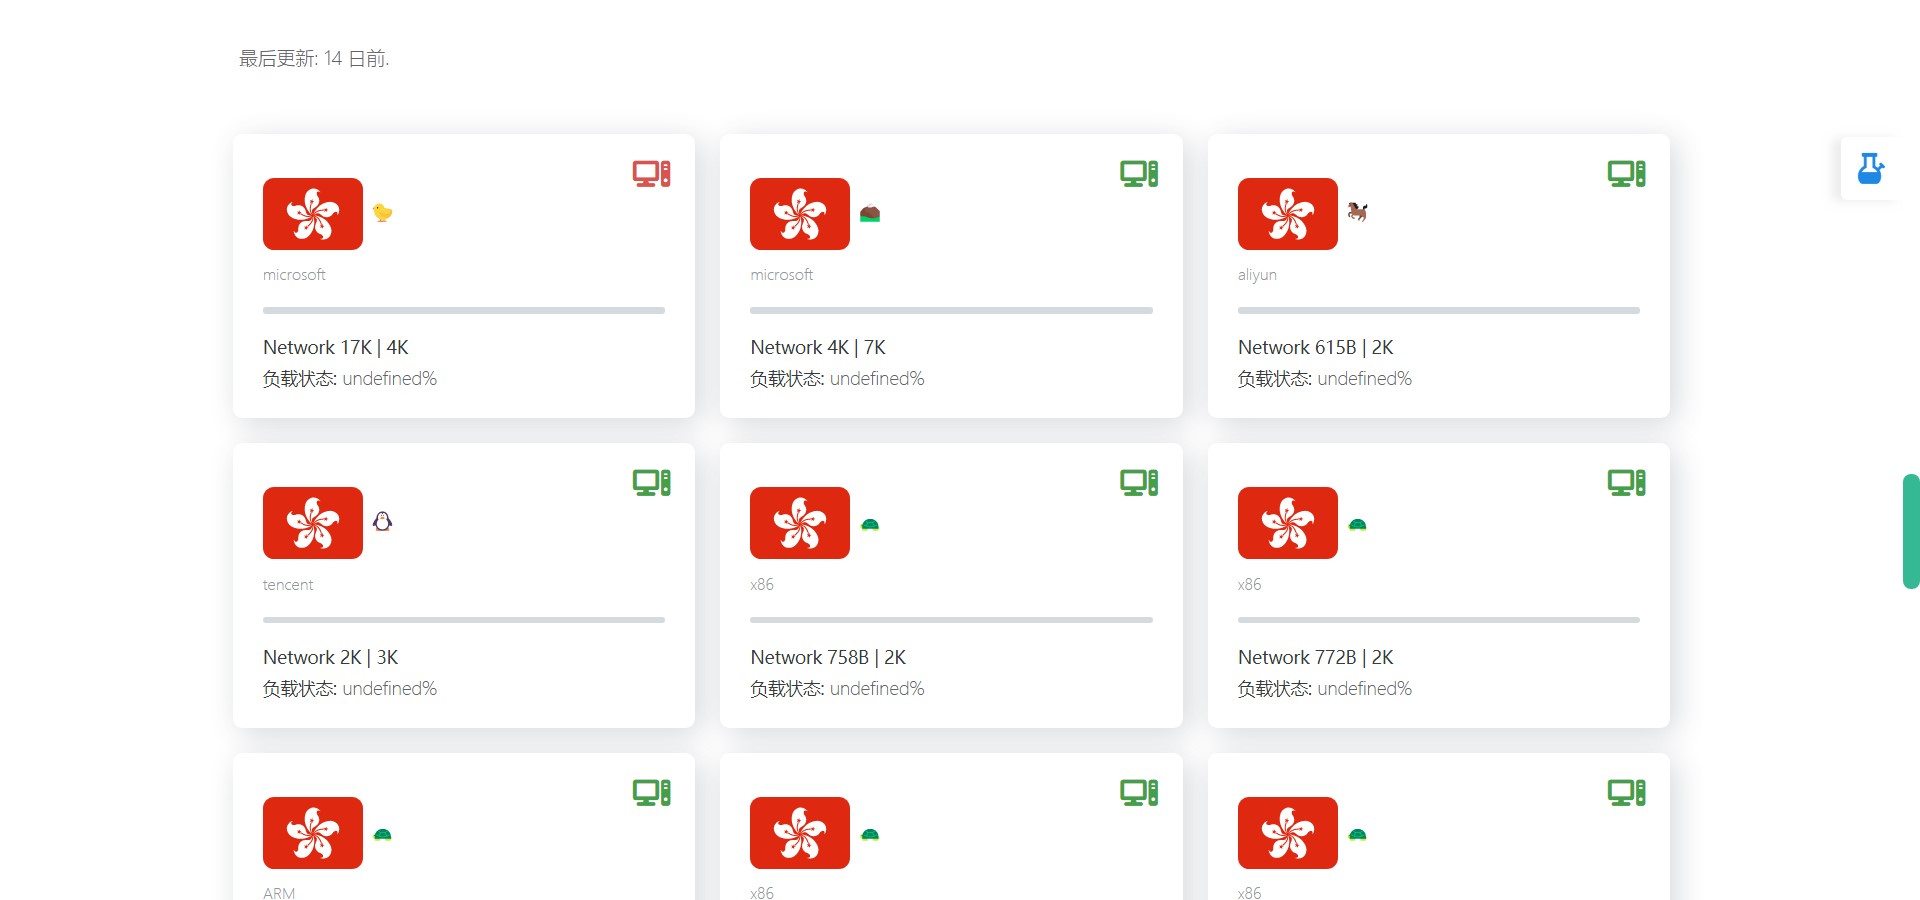 最后更新: 14 日前.
microsoft
Network 17K | 4K
负载状态: undefined%
microsoft
Network 4K | 7K
负载状态: undefined%
aliyun
Network 615B | 2K
负载状态: undefined%
tencent
Network 2K | 3K
负载状态: undefined%
x86
Network 758B | 2K
负载状态: undefined%
x86
Network 772B | 2K
负载状态: undefined%
ARM
x86
x86